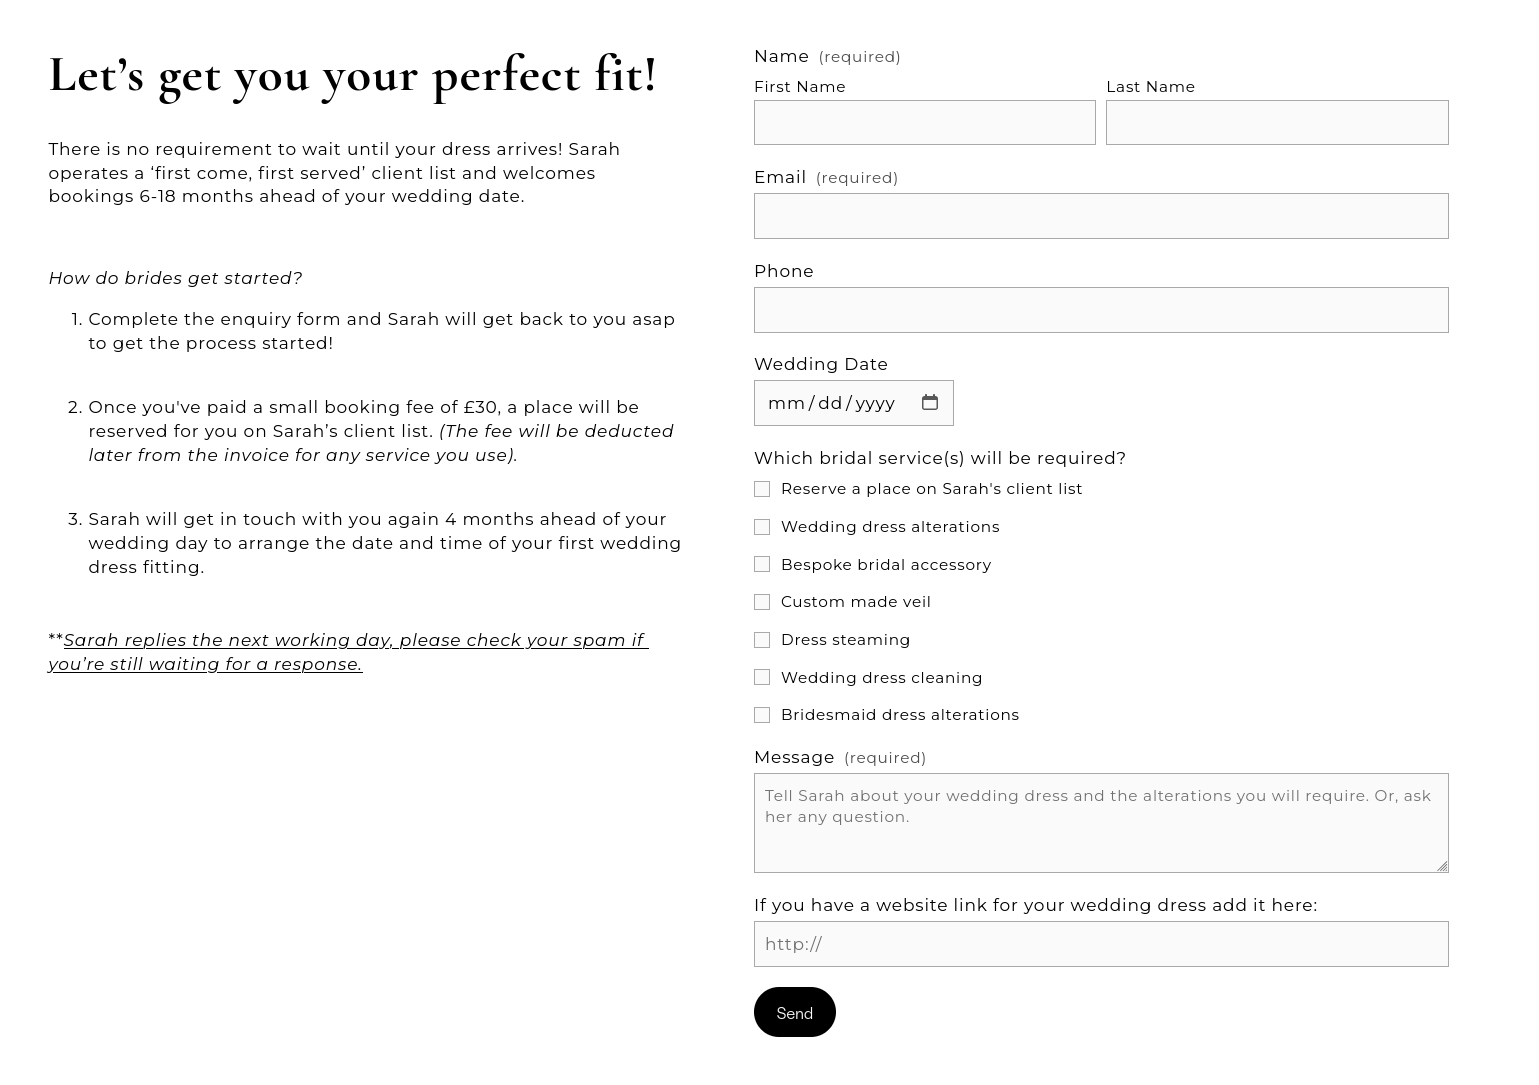 Let’s get you your perfect fit!
There is no requirement to wait until your dress arrives! Sarah
operates a ‘first come, first served’ client list and welcomes
bookings 6-18 months ahead of your wedding date.
How do brides get started?
1. Complete the enquiry form and Sarah will get back to you asap
to get the process started!
2. Once you've paid a small booking fee of £30, a place will be
reserved for you on Sarah’s client list. (The fee will be deducted
later from the invoice for any service you use).
3. Sarah will get in touch with you again 4 months ahead of your
wedding day to arrange the date and time of your first wedding
dress fitting.
**Sarah replies the next working day, please check your spam if
you’re still waiting for a response.
Name (required)
First Name
Last Name
Email (required)
Phone
Wedding Date
mm/dd/yyyy
Which bridal service(s) will be required?
Reserve a place on Sarah's client list
Wedding dress alterations
Bespoke bridal accessory
Custom made veil
Dress steaming
Wedding dress cleaning
Bridesmaid dress alterations
Message (required)
Tell Sarah about your wedding dress and the alterations you will require. Or, ask
her any question.
If you have a website link for your wedding dress add it here:
http://
Send